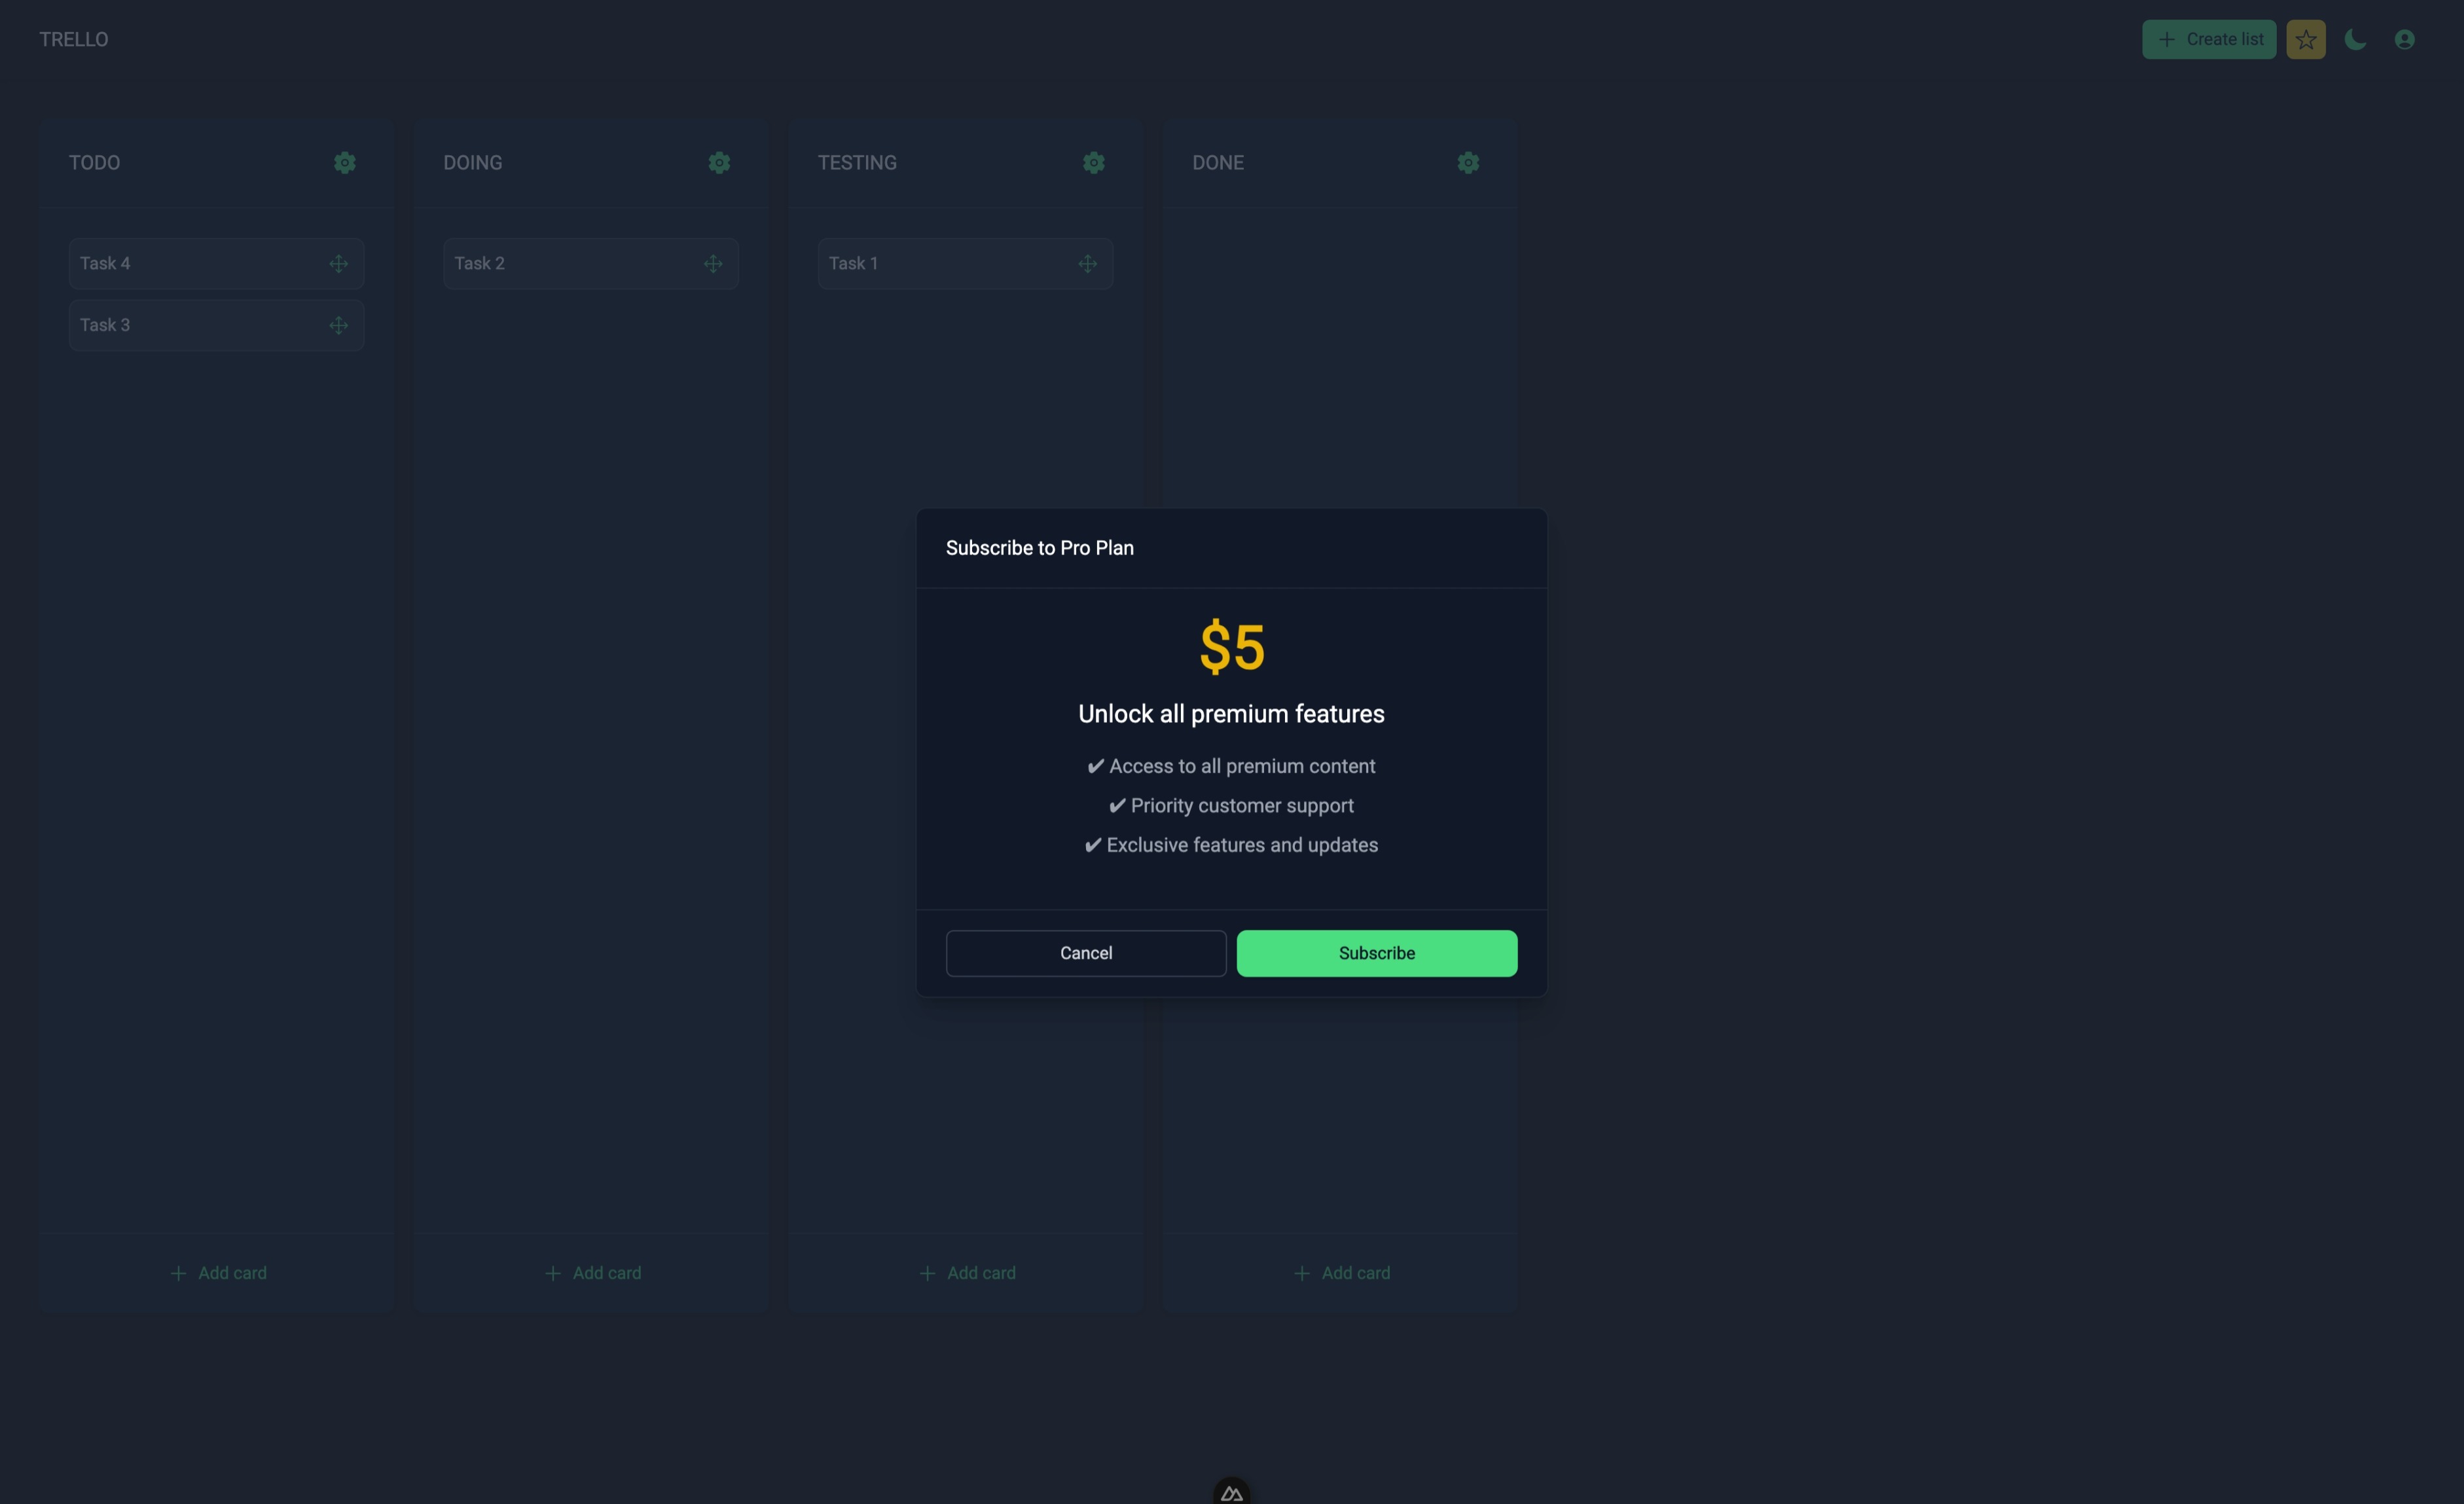 TRELLO
Create list
TODO
DOING
TESTING
DONE
Task 4
Task 2
Task 1
Task 3
Subscribe to Pro Plan
$5
Unlock all premium features
✔ Access to all premium content
✔ Priority customer support
✔ Exclusive features and updates
Cancel
Subscribe
Add card
Add card
Add card
Add card